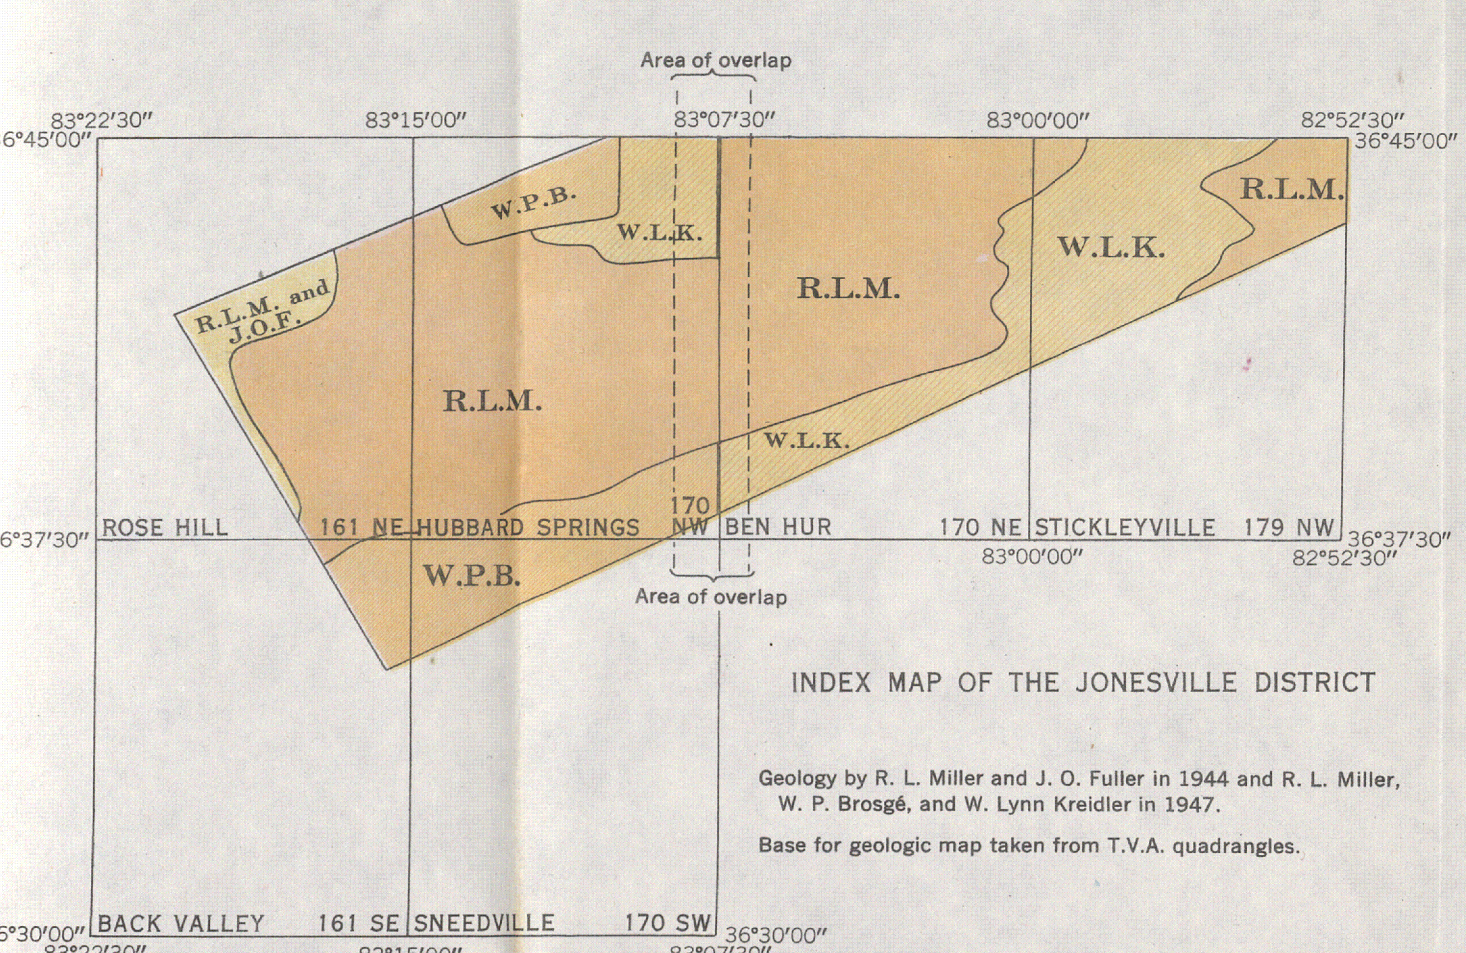 Area of overlap
83°22′30″ 83°15′00″ 83°07′30″ 83°00′00″ 82°52′30″
6°45′00″ 36°45′00″
W.P.B.
R.L.M.
W.L.K.
W.L.K.
R.L.M. and
J.O.F.
R.L.M.
R.L.M.
W.L.K.
170
ROSE HILL 161 NE HUBBARD SPRINGS NW BEN HUR 170 NE STICKLEYVILLE 179 NW
6°37′30″ 36°37′30″
83°00′00″ 82°52′30″
W.P.B.
Area of overlap
INDEX MAP OF THE JONESVILLE DISTRICT
Geology by R. L. Miller and J. O. Fuller in 1944 and R. L. Miller,
W. P. Brosgé, and W. Lynn Kreidler in 1947.
Base for geologic map taken from T.V.A. quadrangles.
BACK VALLEY 161 SE SNEEDVILLE 170 SW
6°30′00″ 36°30′00″